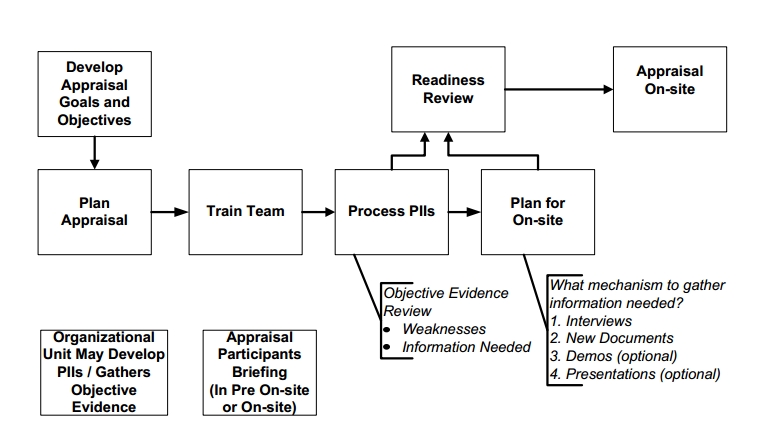 Develop
Appraisal
Goals and
Objectives
Readiness
Review
Appraisal
On-site
Plan
Appraisal
Train Team
Process PIIs
Plan for
On-site
Objective Evidence
Review
• Weaknesses
• Information Needed
What mechanism to gather
information needed?
1. Interviews
2. New Documents
3. Demos (optional)
4. Presentations (optional)
Organizational
Unit May Develop
PIIs / Gathers
Objective
Evidence
Appraisal
Participants
Briefing
(In Pre On-site
or On-site)